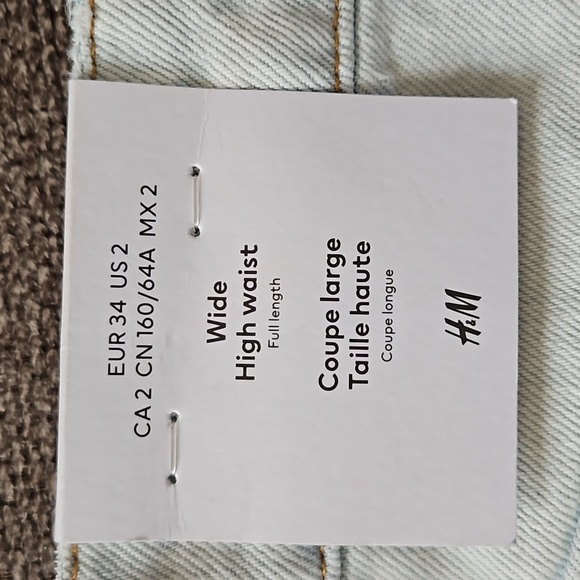 EUR 34 US 2
CA 2 CN 160/64A MX 2
Wide
High waist
Full length
Coupe large
Taille haute
Coupe longue
H&M